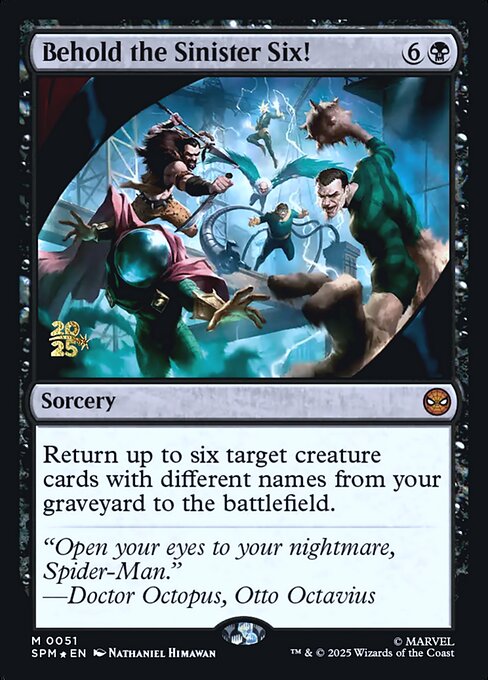 Behold the Sinister Six! 6
20
25
Sorcery
Return up to six target creature
cards with different names from your
graveyard to the battlefield.
“Open your eyes to your nightmare,
Spider-Man.”
—Doctor Octopus, Otto Octavius
M 0051
SPM★EN Nathaniel Himawan
© MARVEL
™ & © 2025 Wizards of the Coast